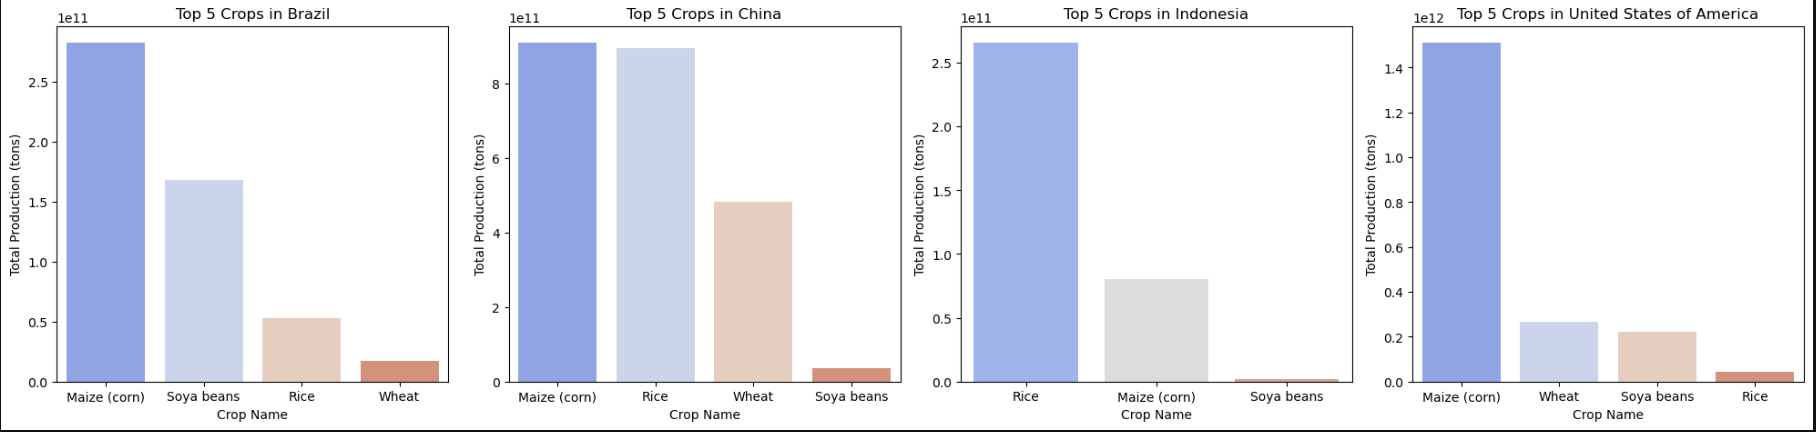 Top 5 Crops in Brazil
1e11
Total Production (tons)
2.5
2.0
1.5
1.0
0.5
0.0
Maize (corn) Soya beans Rice Wheat
Crop Name
Top 5 Crops in China
1e11
Total Production (tons)
8
6
4
2
0
Maize (corn) Rice Wheat Soya beans
Crop Name
Top 5 Crops in Indonesia
1e11
Total Production (tons)
2.5
2.0
1.5
1.0
0.5
0.0
Rice Maize (corn) Soya beans
Crop Name
Top 5 Crops in United States of America
1e12
Total Production (tons)
1.4
1.2
1.0
0.8
0.6
0.4
0.2
0.0
Maize (corn) Wheat Soya beans Rice
Crop Name